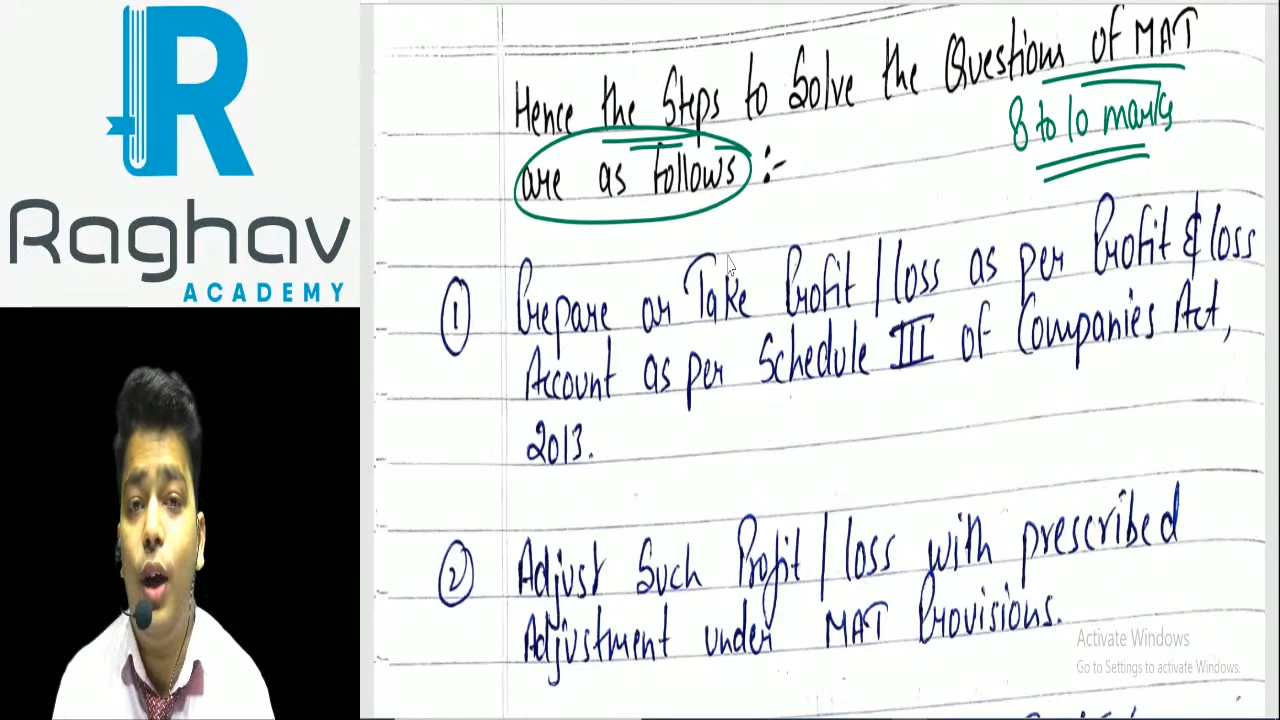 R
Raghav
ACADEMY
Hence the Steps to Solve the Questions of MAT
8 to 10 marks
are as follows :-
① Prepare or Take Profit/loss as per Profit & loss
Account as per Schedule III of Companies Act,
2013.
② Adjust Such Profit/loss with prescribed
Adjustment under MAT Provisions.
Activate Windows
Go to Settings to activate Windows.